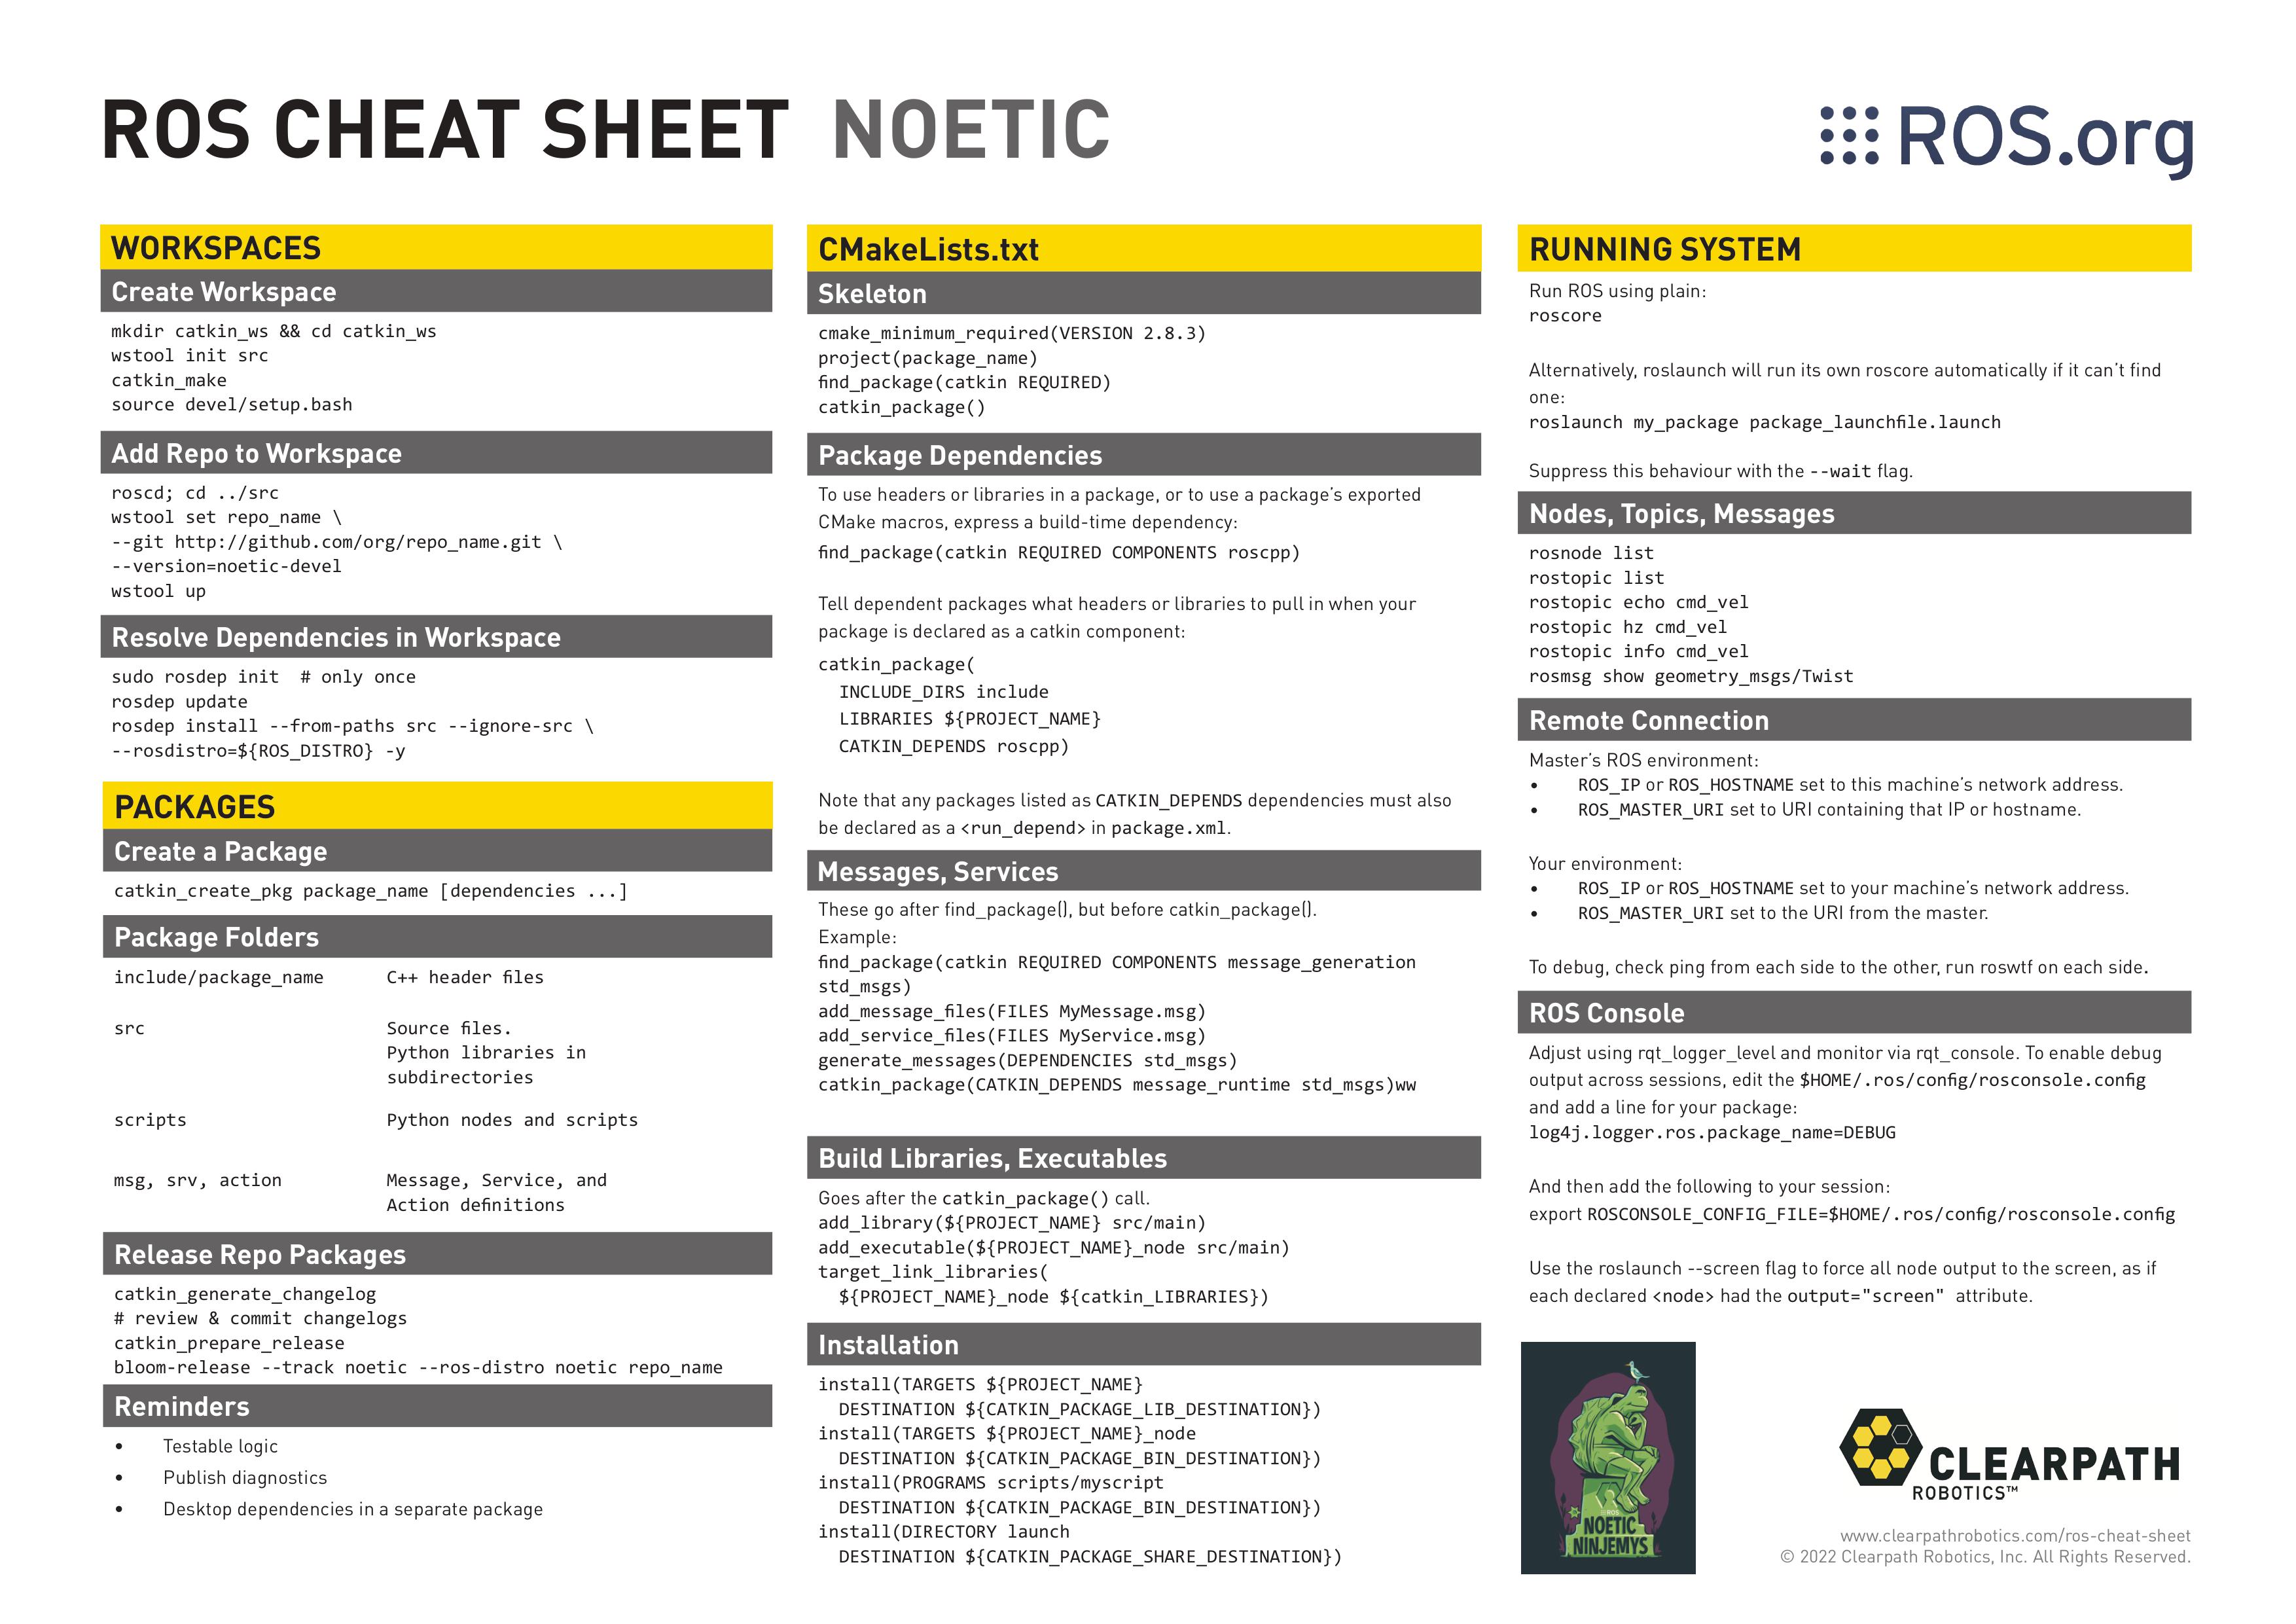 ROS CHEAT SHEET NOETIC
ROS.org
WORKSPACES
Create Workspace
mkdir catkin_ws && cd catkin_ws
wstool init src
catkin_make
source devel/setup.bash
Add Repo to Workspace
roscd; cd ../src
wstool set repo_name \
--git http://github.com/org/repo_name.git \
--version=noetic-devel
wstool up
Resolve Dependencies in Workspace
sudo rosdep init  # only once
rosdep update
rosdep install --from-paths src --ignore-src \
--rosdistro=${ROS_DISTRO} -y
PACKAGES
Create a Package
catkin_create_pkg package_name [dependencies ...]
Package Folders
include/package_name C++ header files
src Source files.
Python libraries in
subdirectories
scripts Python nodes and scripts
msg, srv, action Message, Service, and
Action definitions
Release Repo Packages
catkin_generate_changelog
# review & commit changelogs
catkin_prepare_release
bloom-release --track noetic --ros-distro noetic repo_name
Reminders
• Testable logic
• Publish diagnostics
• Desktop dependencies in a separate package
CMakeLists.txt
Skeleton
cmake_minimum_required(VERSION 2.8.3)
project(package_name)
find_package(catkin REQUIRED)
catkin_package()
Package Dependencies
To use headers or libraries in a package, or to use a package's exported
CMake macros, express a build-time dependency:
find_package(catkin REQUIRED COMPONENTS roscpp)
Tell dependent packages what headers or libraries to pull in when your
package is declared as a catkin component:
catkin_package(
INCLUDE_DIRS include
LIBRARIES ${PROJECT_NAME}
CATKIN_DEPENDS roscpp)
Note that any packages listed as CATKIN_DEPENDS dependencies must also
be declared as a <run_depend> in package.xml.
Messages, Services
These go after find_package(), but before catkin_package().
Example:
find_package(catkin REQUIRED COMPONENTS message_generation
std_msgs)
add_message_files(FILES MyMessage.msg)
add_service_files(FILES MyService.msg)
generate_messages(DEPENDENCIES std_msgs)
catkin_package(CATKIN_DEPENDS message_runtime std_msgs)ww
Build Libraries, Executables
Goes after the catkin_package() call.
add_library(${PROJECT_NAME} src/main)
add_executable(${PROJECT_NAME}_node src/main)
target_link_libraries(
${PROJECT_NAME}_node ${catkin_LIBRARIES})
Installation
install(TARGETS ${PROJECT_NAME}
DESTINATION ${CATKIN_PACKAGE_LIB_DESTINATION})
install(TARGETS ${PROJECT_NAME}_node
DESTINATION ${CATKIN_PACKAGE_BIN_DESTINATION})
install(PROGRAMS scripts/myscript
DESTINATION ${CATKIN_PACKAGE_BIN_DESTINATION})
install(DIRECTORY launch
DESTINATION ${CATKIN_PACKAGE_SHARE_DESTINATION})
RUNNING SYSTEM
Run ROS using plain:
roscore
Alternatively, roslaunch will run its own roscore automatically if it can't find
one:
roslaunch my_package package_launchfile.launch
Suppress this behaviour with the --wait flag.
Nodes, Topics, Messages
rosnode list
rostopic list
rostopic echo cmd_vel
rostopic hz cmd_vel
rostopic info cmd_vel
rosmsg show geometry_msgs/Twist
Remote Connection
Master's ROS environment:
• ROS_IP or ROS_HOSTNAME set to this machine's network address.
• ROS_MASTER_URI set to URI containing that IP or hostname.
Your environment:
• ROS_IP or ROS_HOSTNAME set to your machine's network address.
• ROS_MASTER_URI set to the URI from the master.
To debug, check ping from each side to the other, run roswtf on each side.
ROS Console
Adjust using rqt_logger_level and monitor via rqt_console. To enable debug
output across sessions, edit the $HOME/.ros/config/rosconsole.config
and add a line for your package:
log4j.logger.ros.package_name=DEBUG
And then add the following to your session:
export ROSCONSOLE_CONFIG_FILE=$HOME/.ros/config/rosconsole.config
Use the roslaunch --screen flag to force all node output to the screen, as if
each declared <node> had the output="screen" attribute.
ROS
NOETIC
NINJEMYS
CLEARPATH
ROBOTICS™
www.clearpathrobotics.com/ros-cheat-sheet
© 2022 Clearpath Robotics, Inc. All Rights Reserved.